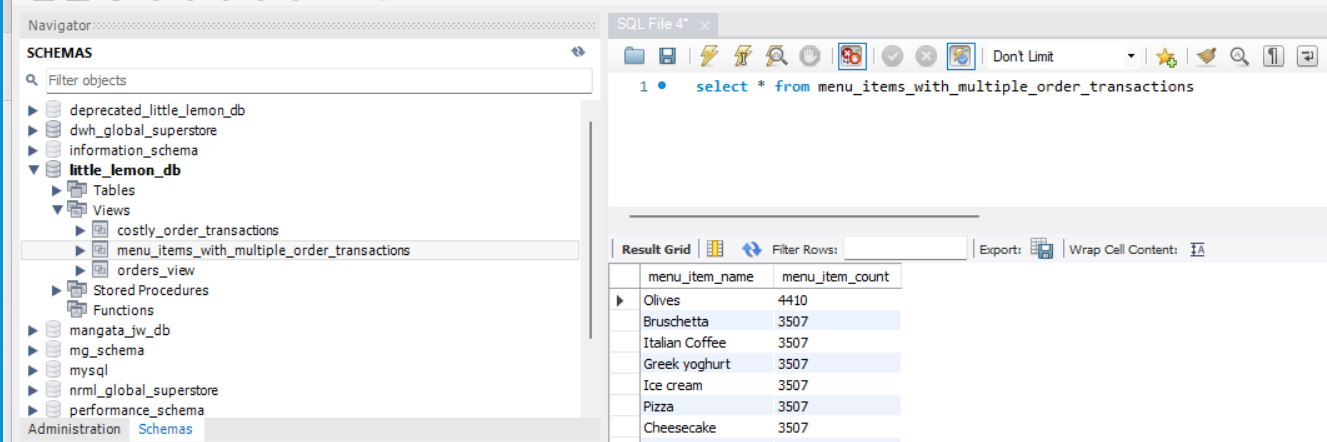 Navigator
SCHEMAS
Filter objects
deprecated_little_lemon_db
dwh_global_superstore
information_schema
little_lemon_db
Tables
Views
costly_order_transactions
menu_items_with_multiple_order_transactions
orders_view
Stored Procedures
Functions
mangata_jw_db
mg_schema
mysql
nrml_global_superstore
performance_schema
Administration Schemas
SQL File 4*
Don't Limit
1 select * from menu_items_with_multiple_order_transactions
Result Grid Filter Rows: Export: Wrap Cell Content: IA
menu_item_name menu_item_count
Olives 4410
Bruschetta 3507
Italian Coffee 3507
Greek yoghurt 3507
Ice cream 3507
Pizza 3507
Cheesecake 3507